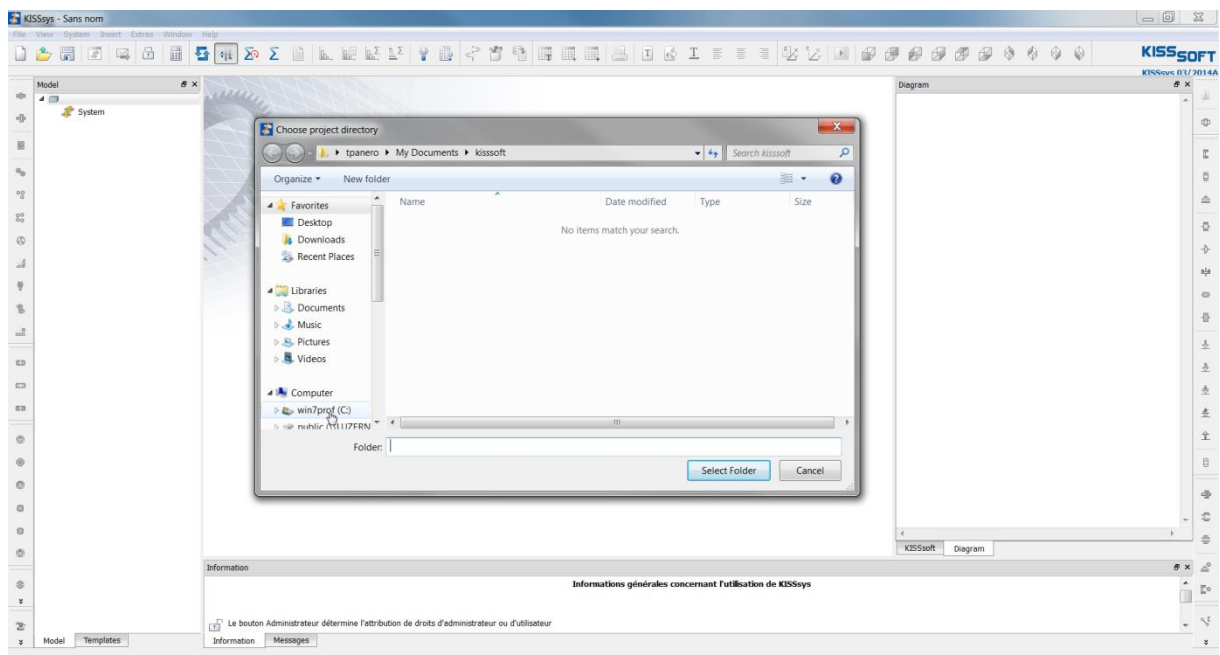 KISSsys - Sans nom
File View System Insert Extras Window Help
KISSsoft
KISSsys 03/2014A
Model
System
Diagram
Choose project directory
tpanero My Documents kisssoft
Search kisssoft
Organize New folder
Favorites
Desktop
Downloads
Recent Places
Libraries
Documents
Music
Pictures
Videos
Computer
win7prof (C:)
Name Date modified Type Size
No items match your search.
Folder:
Select Folder Cancel
KISSsoft Diagram
Information
Informations générales concernant l'utilisation de KISSsys
Le bouton Administrateur détermine l'attribution de droits d'administrateur ou d'utilisateur
Model Templates
Information Messages